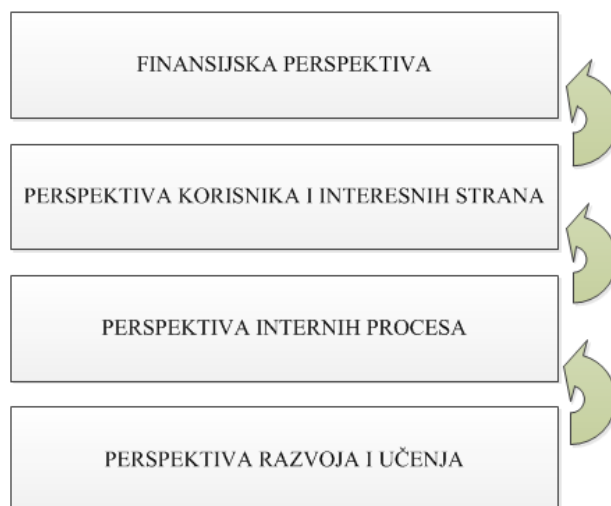 FINANSIJSKA PERSPEKTIVA
PERSPEKTIVA KORISNIKA I INTERESNIH STRANA
PERSPEKTIVA INTERNIH PROCESA
PERSPEKTIVA RAZVOJA I UČENJA